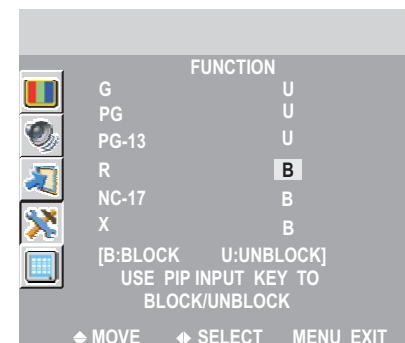 FUNCTION
G U
PG U
PG-13 U
R B
NC-17 B
X B
[B:BLOCK U:UNBLOCK]
USE PIP INPUT KEY TO
BLOCK/UNBLOCK
MOVE SELECT MENU EXIT